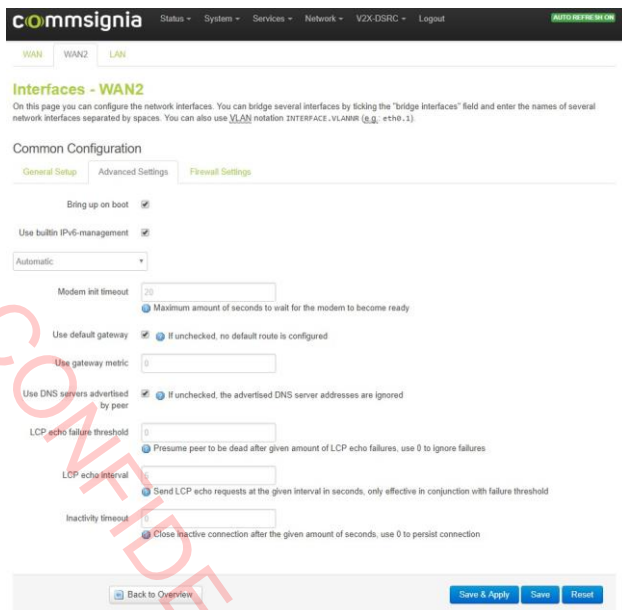 commsignia Status System Services Network V2X-DSRC Logout AUTO REFRESH ON
WAN WAN2 LAN
Interfaces - WAN2
On this page you can configure the network interfaces. You can bridge several interfaces by ticking the "bridge interfaces" field and enter the names of several
network interfaces separated by spaces. You can also use VLAN notation INTERFACE.VLANNR (e.g.: eth0.1).
Common Configuration
General Setup Advanced Settings Firewall Settings
Bring up on boot
Use builtin IPv6-management
Automatic
Modem init timeout 20
Maximum amount of seconds to wait for the modem to become ready
Use default gateway If unchecked, no default route is configured
Use gateway metric 0
Use DNS servers advertised If unchecked, the advertised DNS server addresses are ignored
by peer
LCP echo failure threshold 0
Presume peer to be dead after given amount of LCP echo failures, use 0 to ignore failures
LCP echo interval 5
Send LCP echo requests at the given interval in seconds, only effective in conjunction with failure threshold
Inactivity timeout 0
Close inactive connection after the given amount of seconds, use 0 to persist connection
Back to Overview Save & Apply Save Reset
CONFIDE